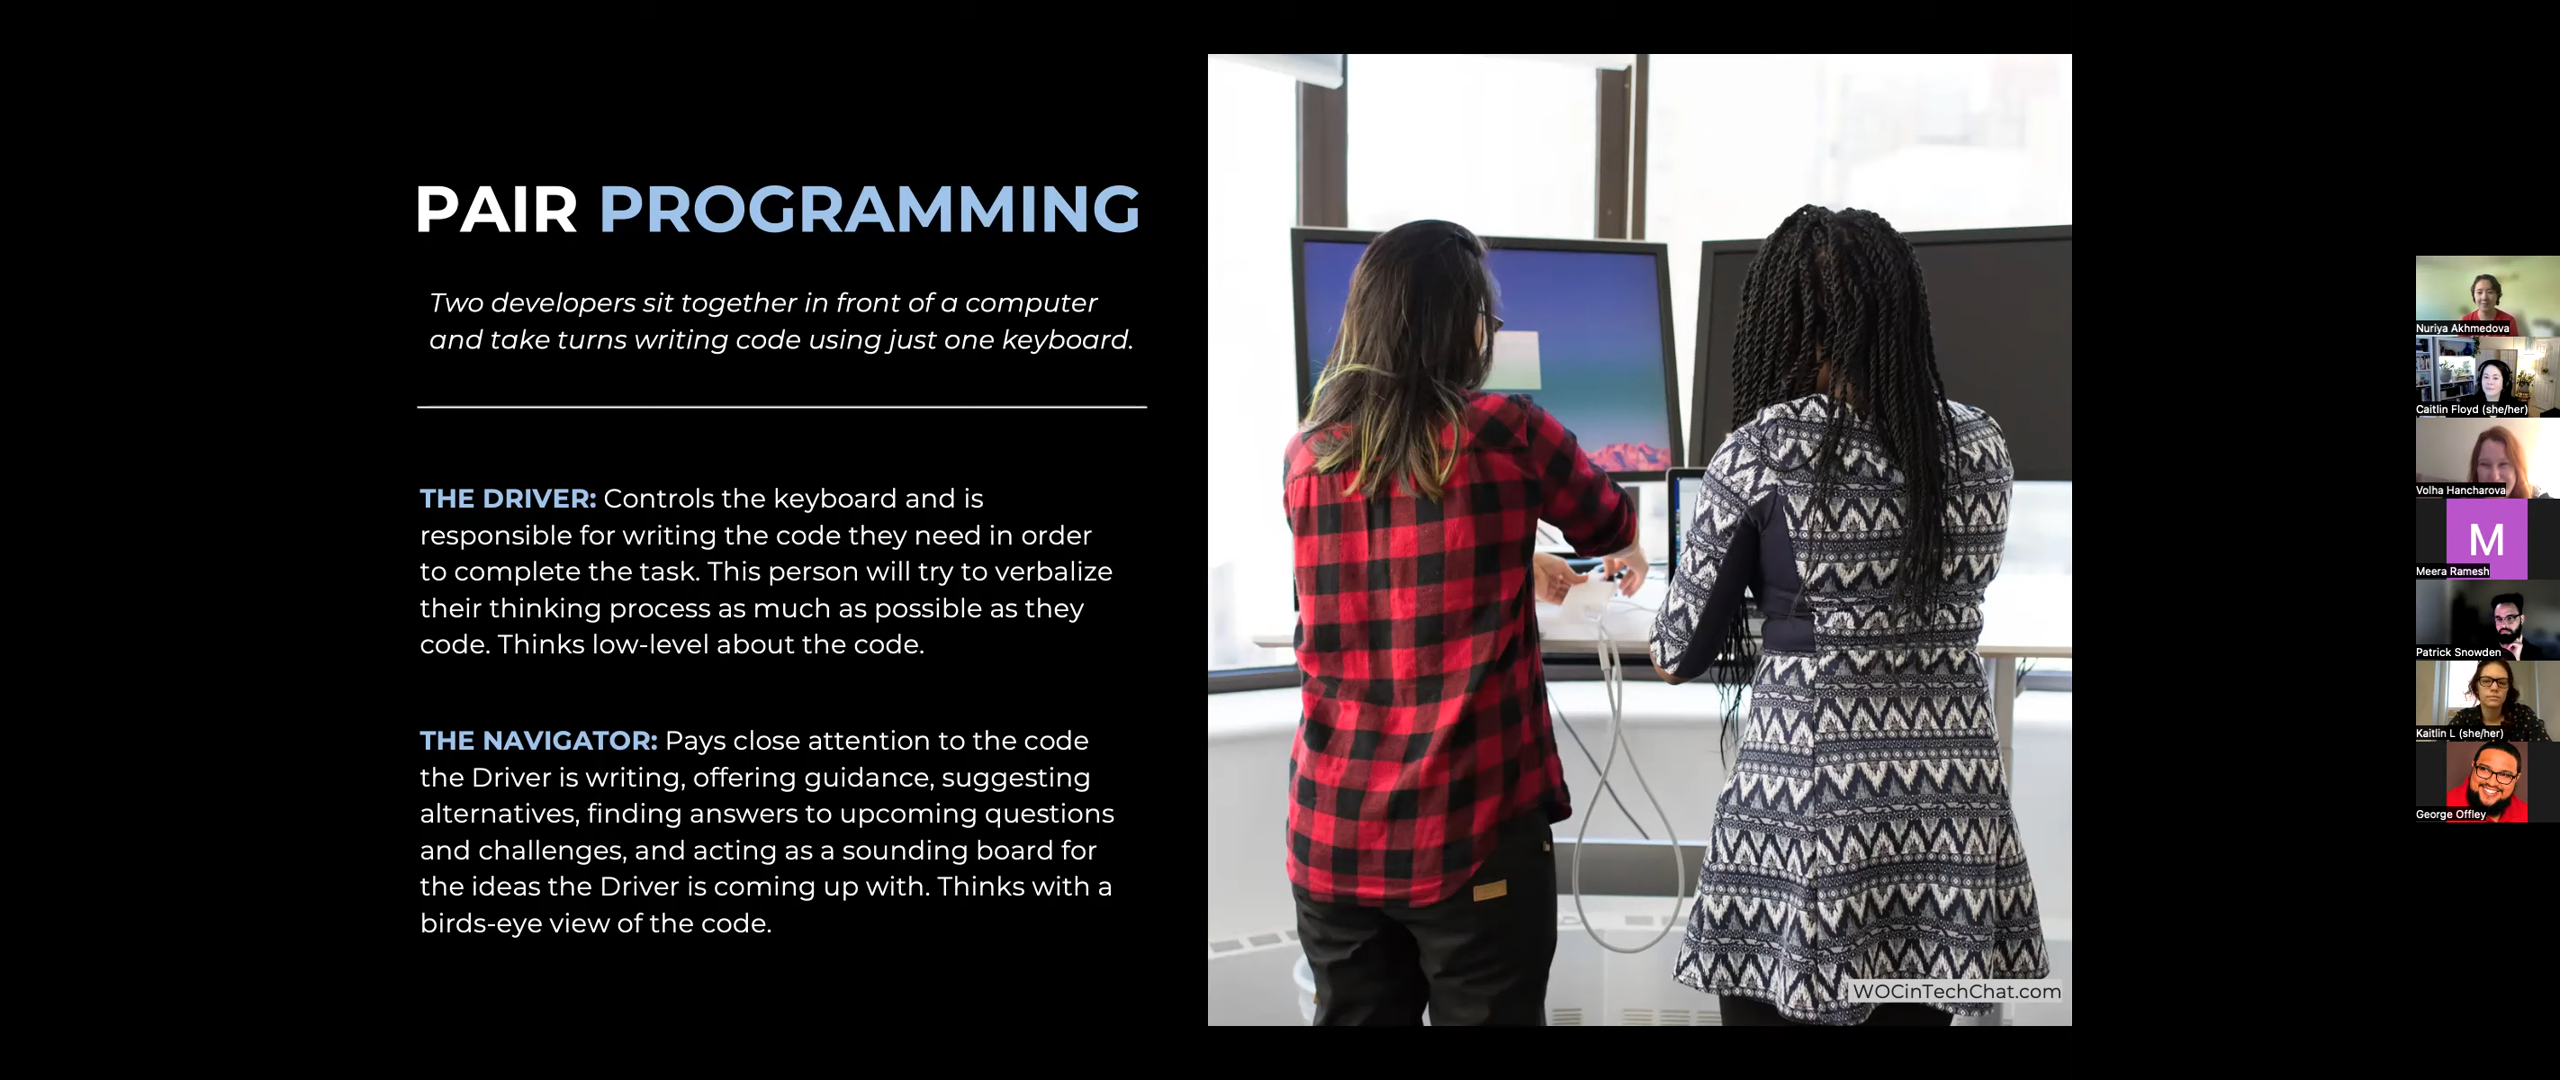 PAIR PROGRAMMING
Two developers sit together in front of a computer
and take turns writing code using just one keyboard.
THE DRIVER: Controls the keyboard and is
responsible for writing the code they need in order
to complete the task. This person will try to verbalize
their thinking process as much as possible as they
code. Thinks low-level about the code.
THE NAVIGATOR: Pays close attention to the code
the Driver is writing, offering guidance, suggesting
alternatives, finding answers to upcoming questions
and challenges, and acting as a sounding board for
the ideas the Driver is coming up with. Thinks with a
birds-eye view of the code.
WOCinTechChat.com
Nuriya Akhmedova
Caitlin Floyd (she/her)
Volha Hancharova
M
Meera Ramesh
Patrick Snowden
Kaitlin L (she/her)
George Offley